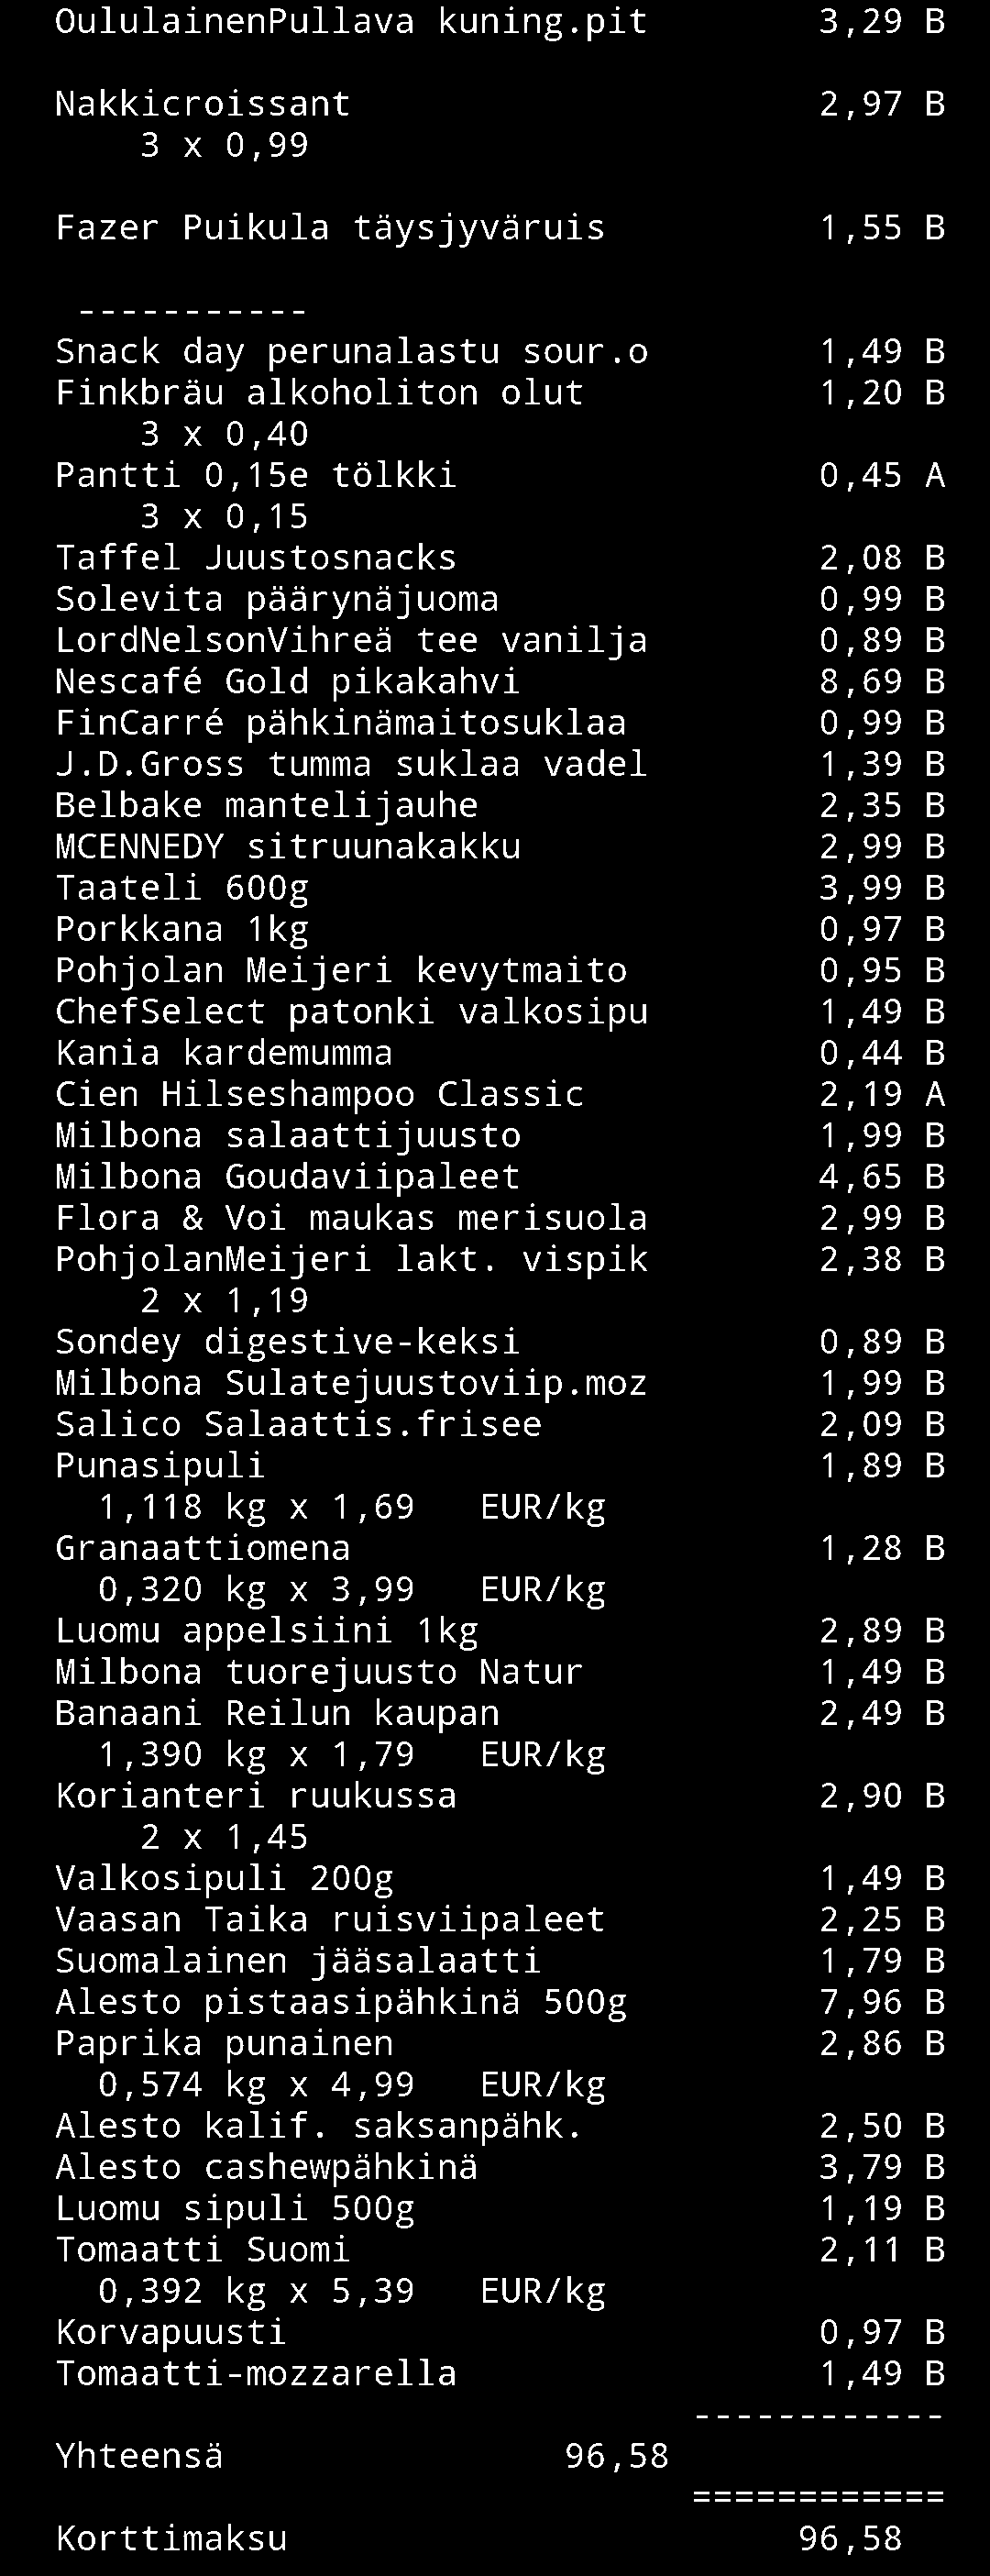 OululainenPullava kuning.pit 3,29 B
Nakkicroissant 2,97 B
3 x 0,99
Fazer Puikula täysjyväruis 1,55 B
-----------
Snack day perunalastu sour.o 1,49 B
Finkbräu alkoholiton olut 1,20 B
3 x 0,40
Pantti 0,15e tölkki 0,45 A
3 x 0,15
Taffel Juustosnacks 2,08 B
Solevita päärynäjuoma 0,99 B
LordNelsonVihreä tee vanilja 0,89 B
Nescafé Gold pikakahvi 8,69 B
FinCarré pähkinämaitosuklaa 0,99 B
J.D.Gross tumma suklaa vadel 1,39 B
Belbake mantelijauhe 2,35 B
MCENNEDY sitruunakakku 2,99 B
Taateli 600g 3,99 B
Porkkana 1kg 0,97 B
Pohjolan Meijeri kevytmaito 0,95 B
ChefSelect patonki valkosipu 1,49 B
Kania kardemumma 0,44 B
Cien Hilseshampoo Classic 2,19 A
Milbona salaattijuusto 1,99 B
Milbona Goudaviipaleet 4,65 B
Flora & Voi maukas merisuola 2,99 B
PohjolanMeijeri lakt. vispik 2,38 B
2 x 1,19
Sondey digestive-keksi 0,89 B
Milbona Sulatejuustoviip.moz 1,99 B
Salico Salaattis.frisee 2,09 B
Punasipuli 1,89 B
1,118 kg x 1,69 EUR/kg
Granaattiomena 1,28 B
0,320 kg x 3,99 EUR/kg
Luomu appelsiini 1kg 2,89 B
Milbona tuorejuusto Natur 1,49 B
Banaani Reilun kaupan 2,49 B
1,390 kg x 1,79 EUR/kg
Korianteri ruukussa 2,90 B
2 x 1,45
Valkosipuli 200g 1,49 B
Vaasan Taika ruisviipaleet 2,25 B
Suomalainen jääsalaatti 1,79 B
Alesto pistaasipähkinä 500g 7,96 B
Paprika punainen 2,86 B
0,574 kg x 4,99 EUR/kg
Alesto kalif. saksanpähk. 2,50 B
Alesto cashewpähkinä 3,79 B
Luomu sipuli 500g 1,19 B
Tomaatti Suomi 2,11 B
0,392 kg x 5,39 EUR/kg
Korvapuusti 0,97 B
Tomaatti-mozzarella 1,49 B
------------
Yhteensä 96,58
============
Korttimaksu 96,58